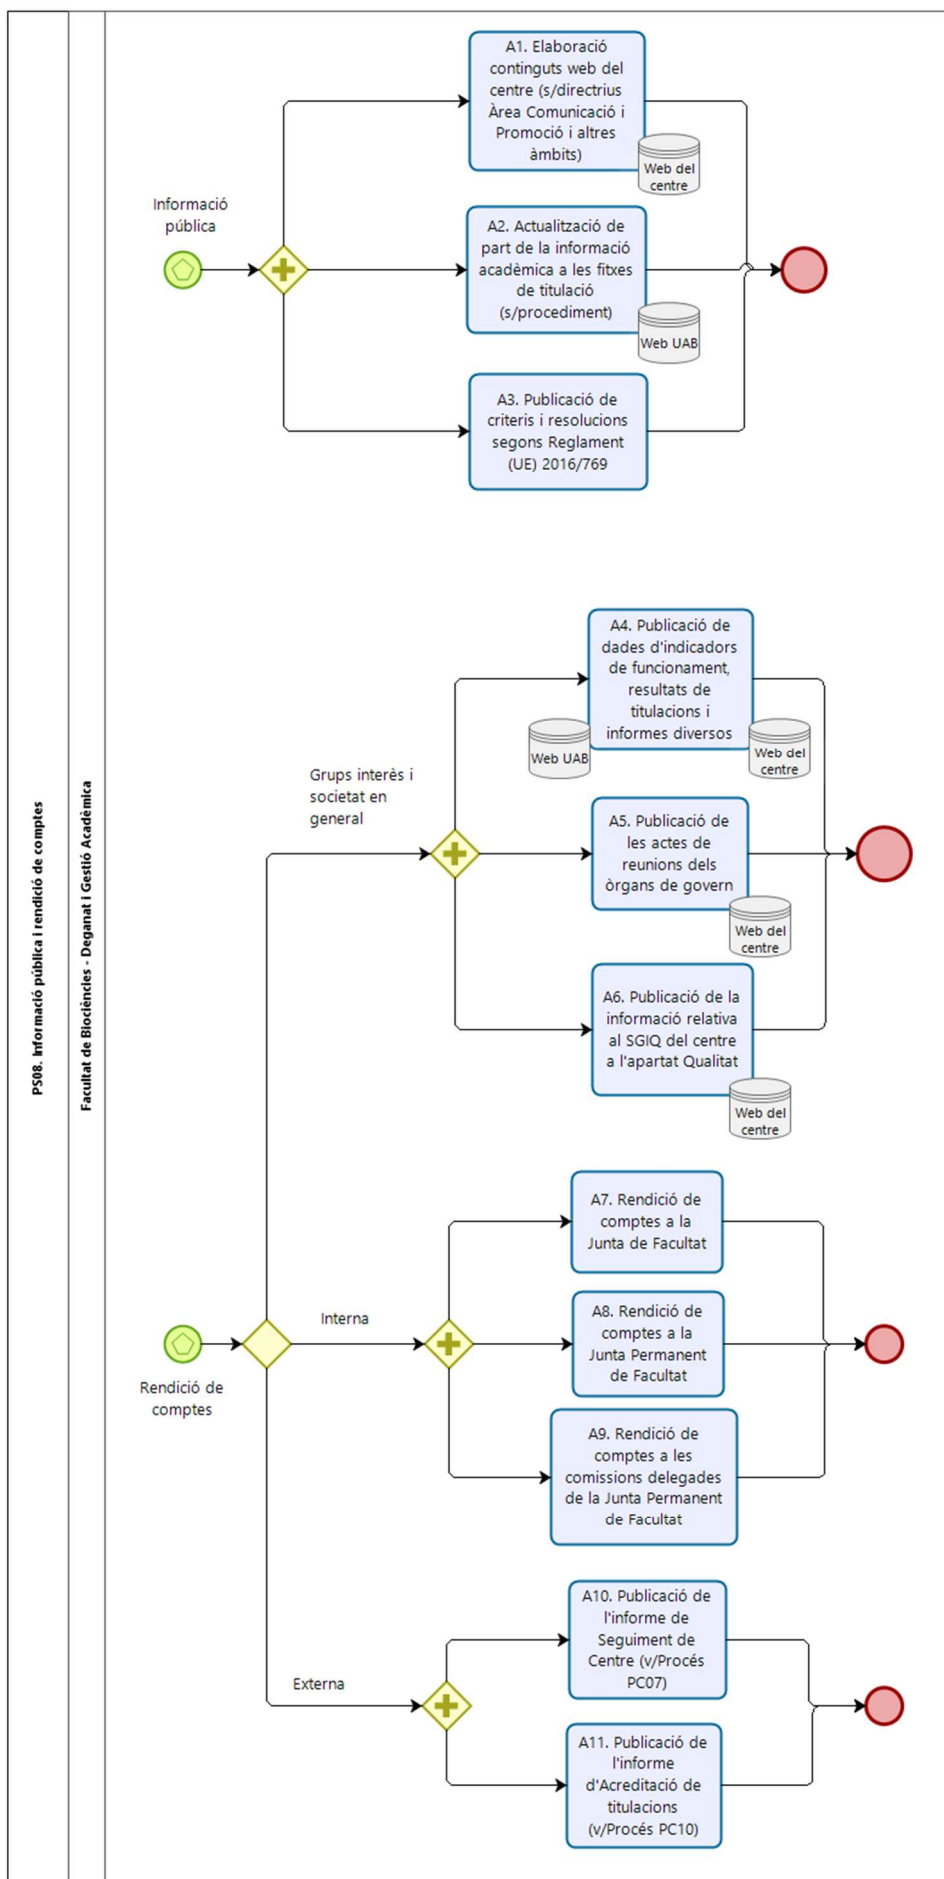 PS08. Informació pública i rendició de comptes
Facultat de Biociències - Deganat i Gestió Acadèmica
Informació
pública
A1. Elaboració
continguts web del
centre (s/directrius
Àrea Comunicació i
Promoció i altres
àmbits)
Web del
centre
A2. Actualització de
part de la informació
acadèmica a les fitxes
de titulació
(s/procediment)
Web UAB
A3. Publicació de
criteris i resolucions
segons Reglament
(UE) 2016/769
Grups interès i
societat en
general
A4. Publicació de
dades d'indicadors
de funcionament,
resultats de
titulacions i
informes diversos
Web UAB
Web del
centre
A5. Publicació de
les actes de
reunions dels
òrgans de govern
Web del
centre
A6. Publicació de la
informació relativa
al SGIQ del centre
a l'apartat Qualitat
Web del
centre
Rendició de
comptes
Interna
A7. Rendició de
comptes a la
Junta de Facultat
A8. Rendició de
comptes a la
Junta Permanent
de Facultat
A9. Rendició de
comptes a les
comissions delegades
de la Junta Permanent
de Facultat
Externa
A10. Publicació de
l'informe de
Seguiment de
Centre (v/Procés
PC07)
A11. Publicació de
l'informe
d'Acreditació de
titulacions
(v/Procés PC10)